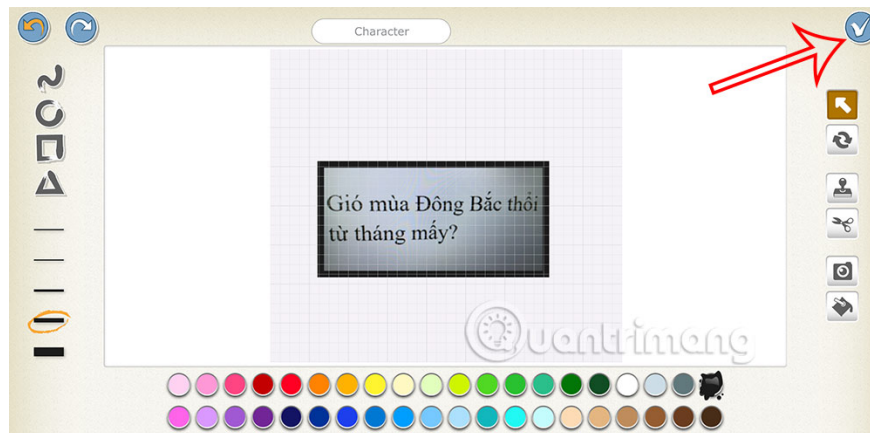 Character
Gió mùa Đông Bắc thổi
từ tháng mấy?
Quantrimang